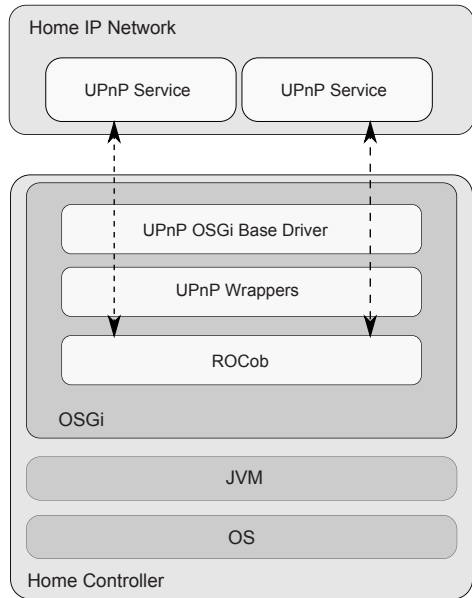 Home IP Network
UPnP Service
UPnP Service
UPnP OSGi Base Driver
UPnP Wrappers
ROCob
OSGi
JVM
OS
Home Controller